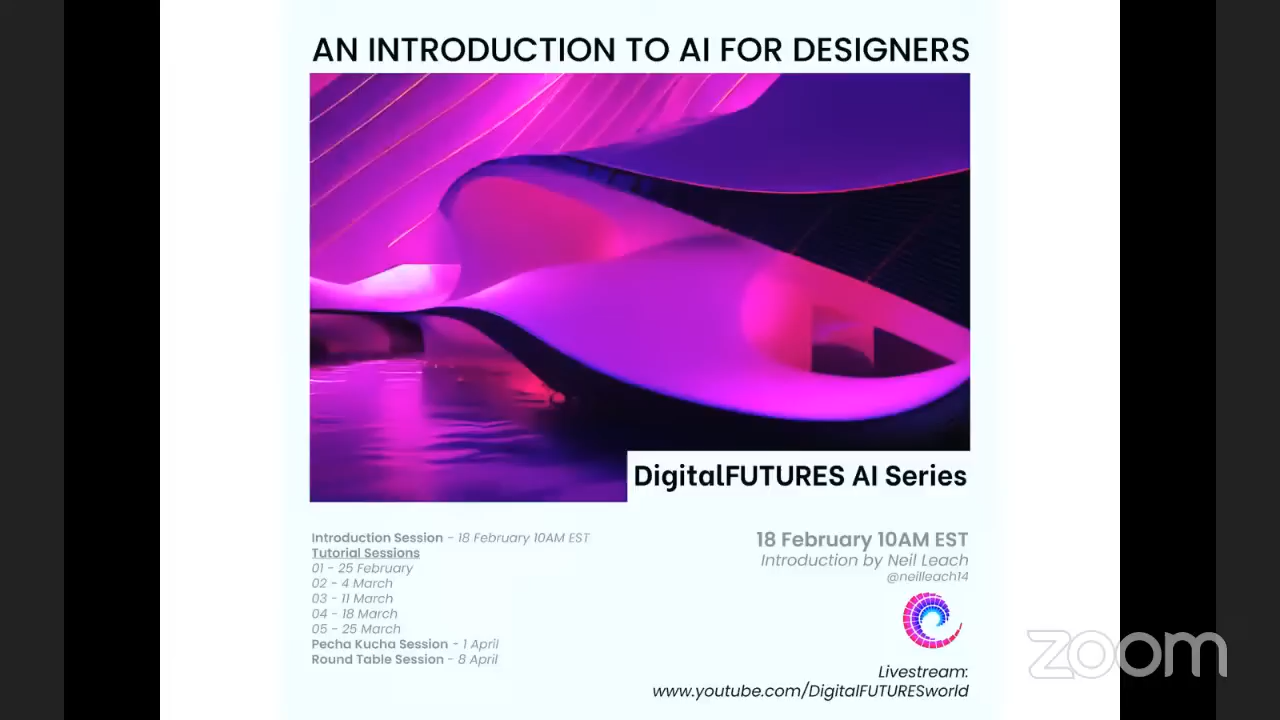 AN INTRODUCTION TO AI FOR DESIGNERS
DigitalFUTURES AI Series
Introduction Session - 18 February 10AM EST
Tutorial Sessions
01 - 25 February
02 - 4 March
03 - 11 March
04 - 18 March
05 - 25 March
Pecha Kucha Session - 1 April
Round Table Session - 8 April
18 February 10AM EST
Introduction by Neil Leach
@neilleach14
Livestream:
www.youtube.com/DigitalFUTURESworld
zoom